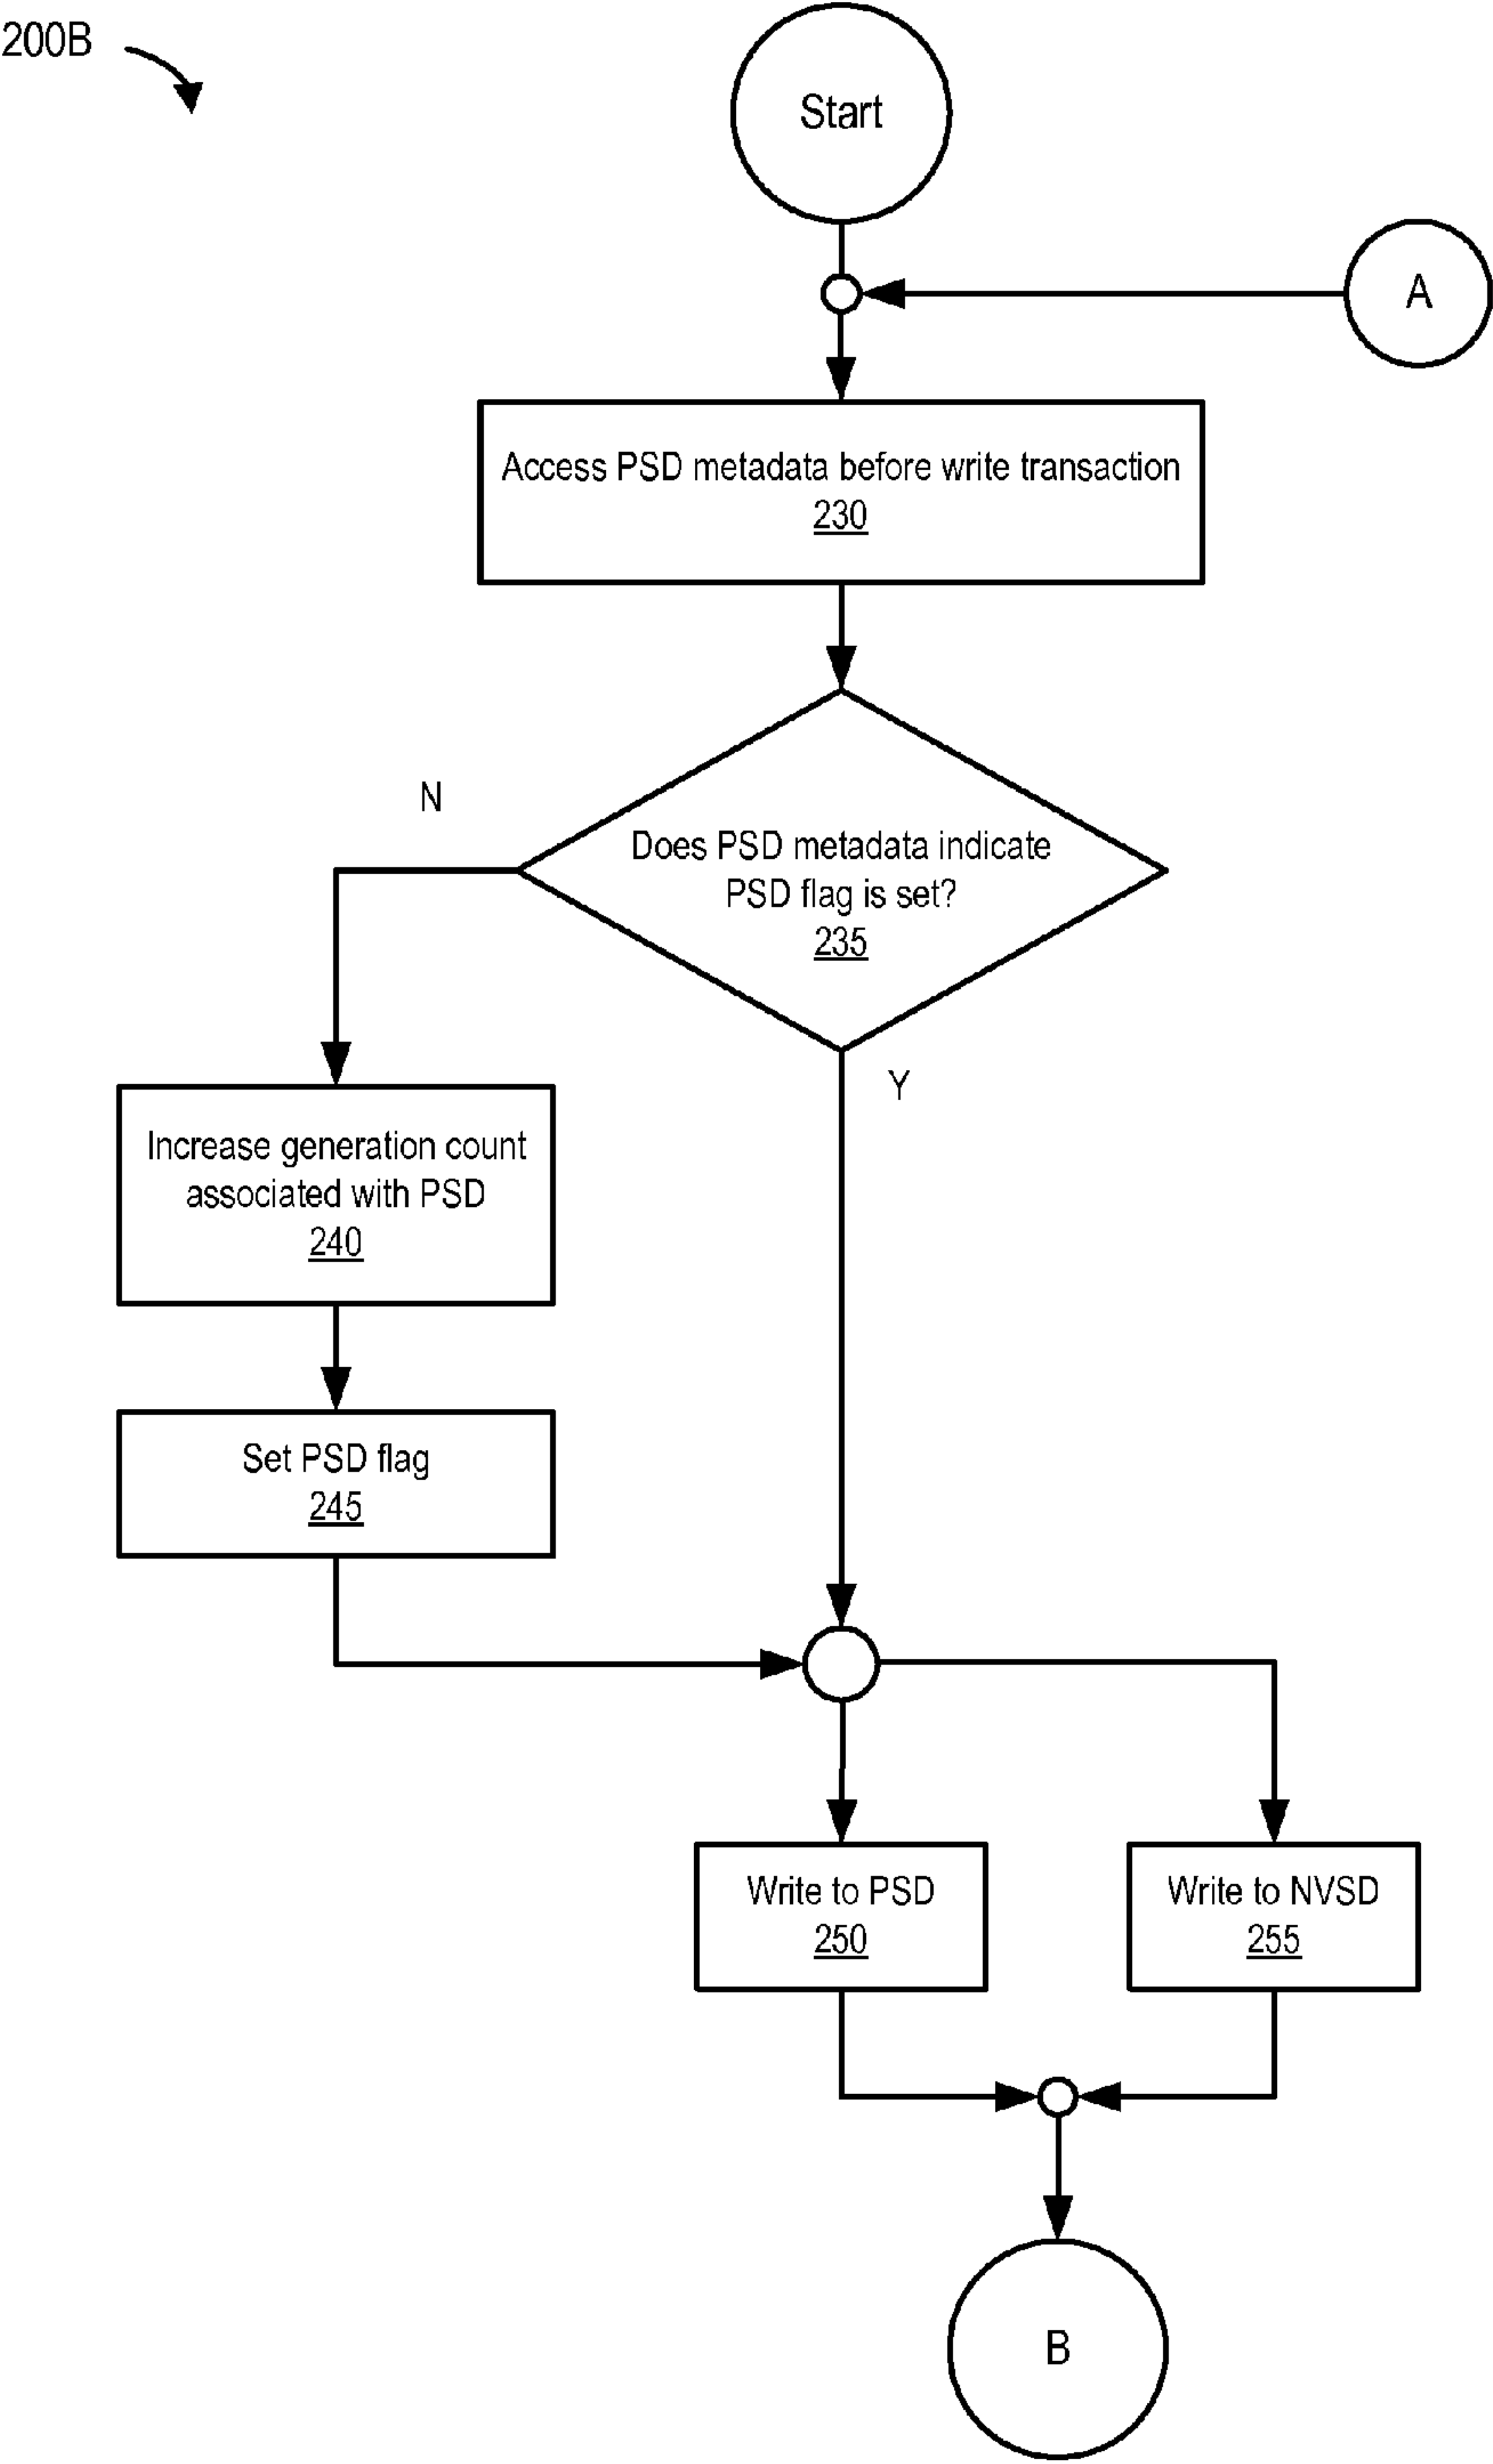 200B
Start
A
Access PSD metadata before write transaction
230
N
Does PSD metadata indicate
PSD flag is set?
235
Y
Increase generation count
associated with PSD
240
Set PSD flag
245
Write to PSD
250
Write to NVSD
255
B